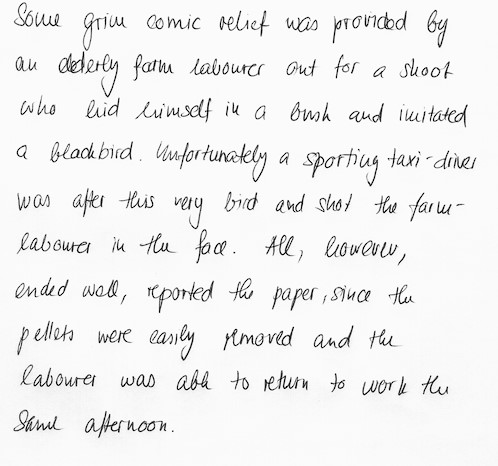 Some grim comic relief was provided by
an elderly farm labourer out for a shoot
who hid himself in a bush and imitated
a blackbird. Unfortunately a sporting taxi-driver
was after this very bird and shot the farm-
labourer in the face. All, however,
ended well, reported the paper, since the
pellets were easily removed and the
labourer was able to return to work the
same afternoon.